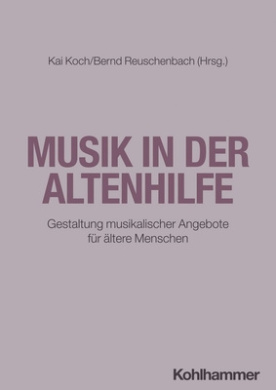 Kai Koch/Bernd Reuschenbach (Hrsg.)
MUSIK IN DER
ALTENHILFE
Gestaltung musikalischer Angebote
für ältere Menschen
Kohlhammer